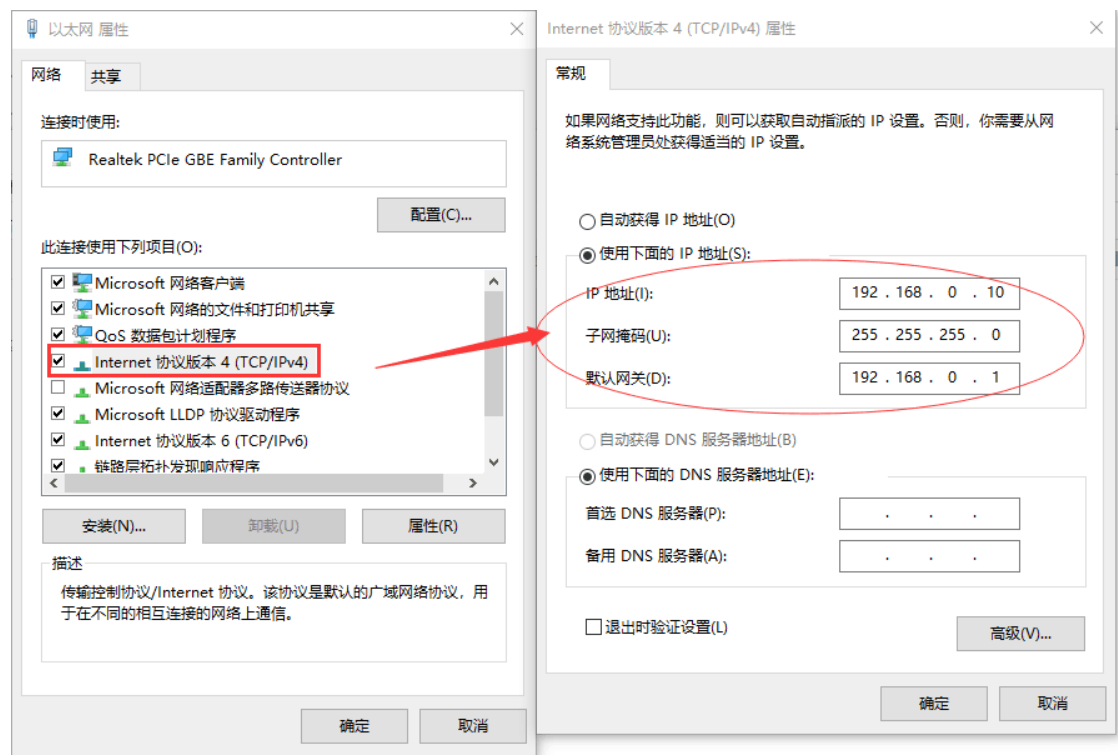 以太网 属性
网络
共享
连接时使用:
Realtek PCIe GBE Family Controller
配置(C)...
此连接使用下列项目(O):
Microsoft 网络客户端
Microsoft 网络的文件和打印机共享
QoS 数据包计划程序
Internet 协议版本 4 (TCP/IPv4)
Microsoft 网络适配器多路传送器协议
Microsoft LLDP 协议驱动程序
Internet 协议版本 6 (TCP/IPv6)
链路层拓扑发现响应程序
安装(N)...
卸载(U)
属性(R)
描述
传输控制协议/Internet 协议。该协议是默认的广域网络协议，用
于在不同的相互连接的网络上通信。
确定
取消
Internet 协议版本 4 (TCP/IPv4) 属性
常规
如果网络支持此功能，则可以获取自动指派的 IP 设置。否则，你需要从网
络系统管理员处获得适当的 IP 设置。
自动获得 IP 地址(O)
使用下面的 IP 地址(S):
IP 地址(I):
192 . 168 . 0 . 10
子网掩码(U):
255 . 255 . 255 . 0
默认网关(D):
192 . 168 . 0 . 1
自动获得 DNS 服务器地址(B)
使用下面的 DNS 服务器地址(E):
首选 DNS 服务器(P):
. . .
备用 DNS 服务器(A):
. . .
退出时验证设置(L)
高级(V)...
确定
取消